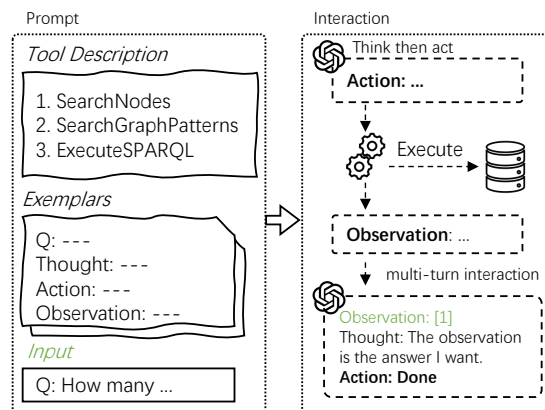 Prompt
Tool Description
1. SearchNodes
2. SearchGraphPatterns
3. ExecuteSPARQL
Exemplars
Q: ---
Thought: ---
Action: ---
Observation: ---
Input
Q: How many ...
Interaction
Think then act
Action: ...
Execute
Observation: ...
multi-turn interaction
Observation: [1]
Thought: The observation
is the answer I want.
Action: Done